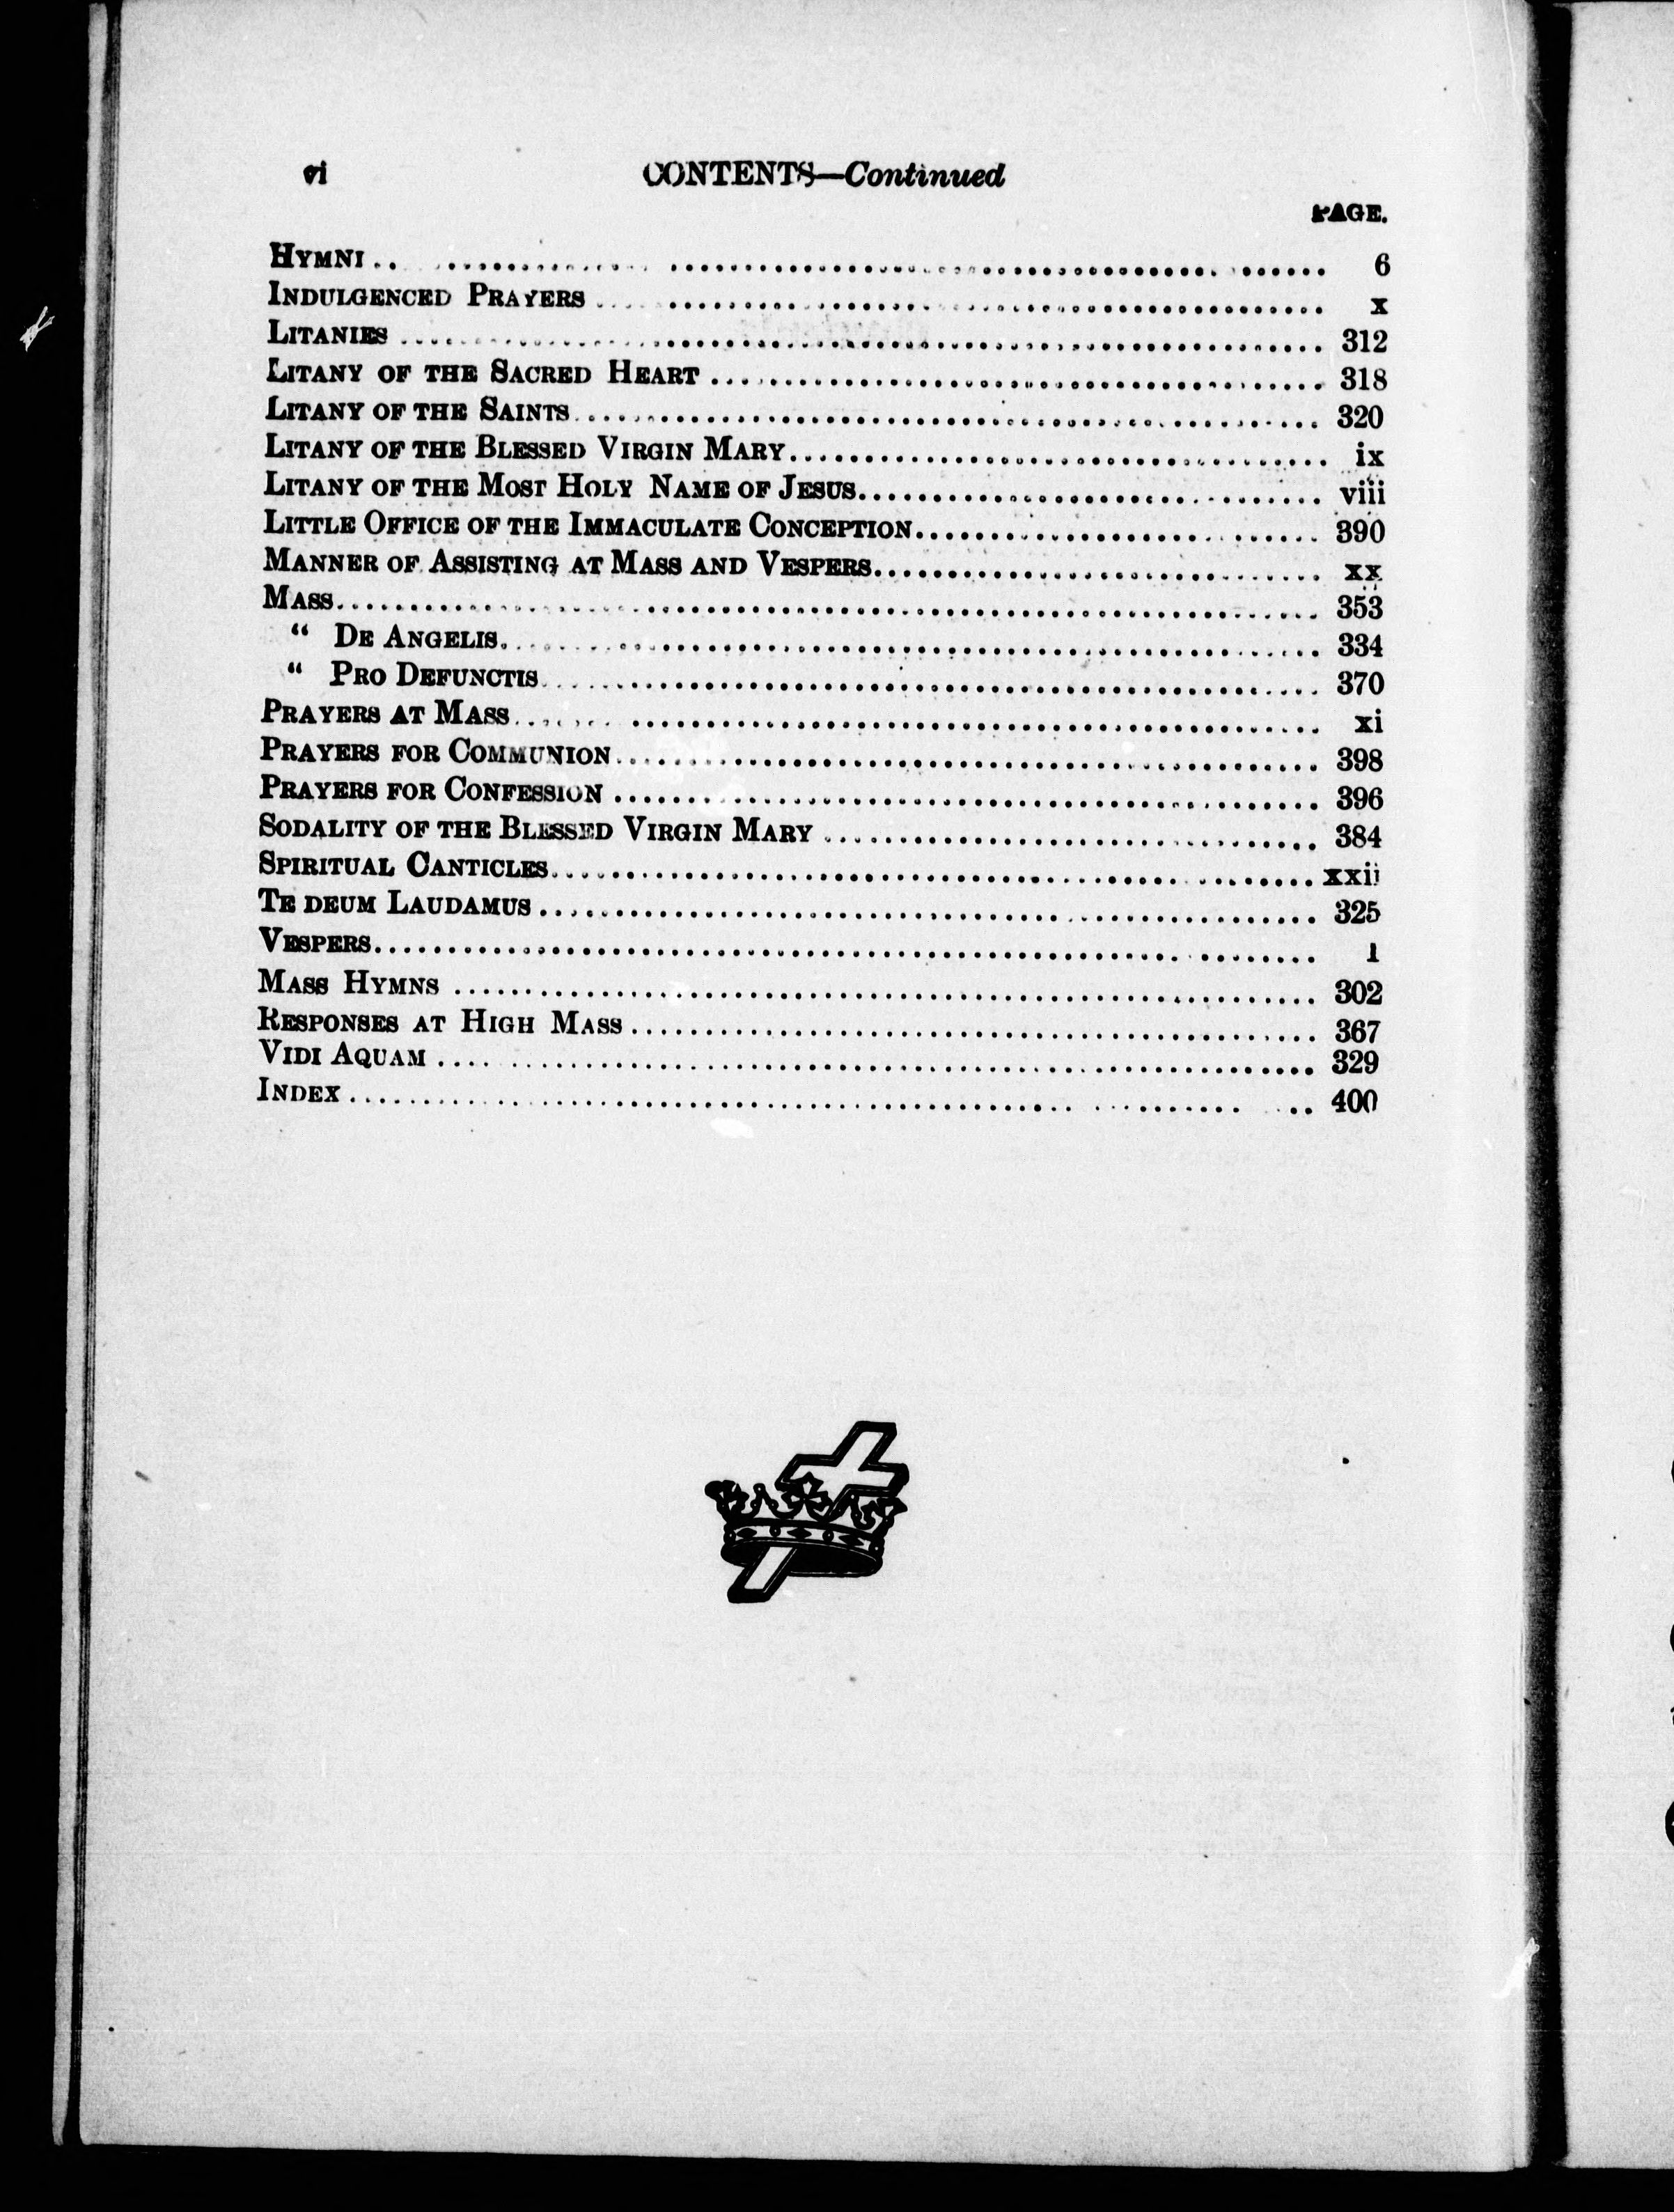 vi CONTENTS—Continued
PAGE.
HYMNI 6
INDULGENCED PRAYERS x
LITANIES 312
LITANY OF THE SACRED HEART 318
LITANY OF THE SAINTS 320
LITANY OF THE BLESSED VIRGIN MARY ix
LITANY OF THE MOST HOLY NAME OF JESUS viii
LITTLE OFFICE OF THE IMMACULATE CONCEPTION 390
MANNER OF ASSISTING AT MASS AND VESPERS xx
MASS 353
“ DE ANGELIS 334
“ PRO DEFUNCTIS 370
PRAYERS AT MASS xi
PRAYERS FOR COMMUNION 398
PRAYERS FOR CONFESSION 396
SODALITY OF THE BLESSED VIRGIN MARY 384
SPIRITUAL CANTICLES xxii
TE DEUM LAUDAMUS 325
VESPERS 1
MASS HYMNS 302
RESPONSES AT HIGH MASS 367
VIDI AQUAM 329
INDEX 400